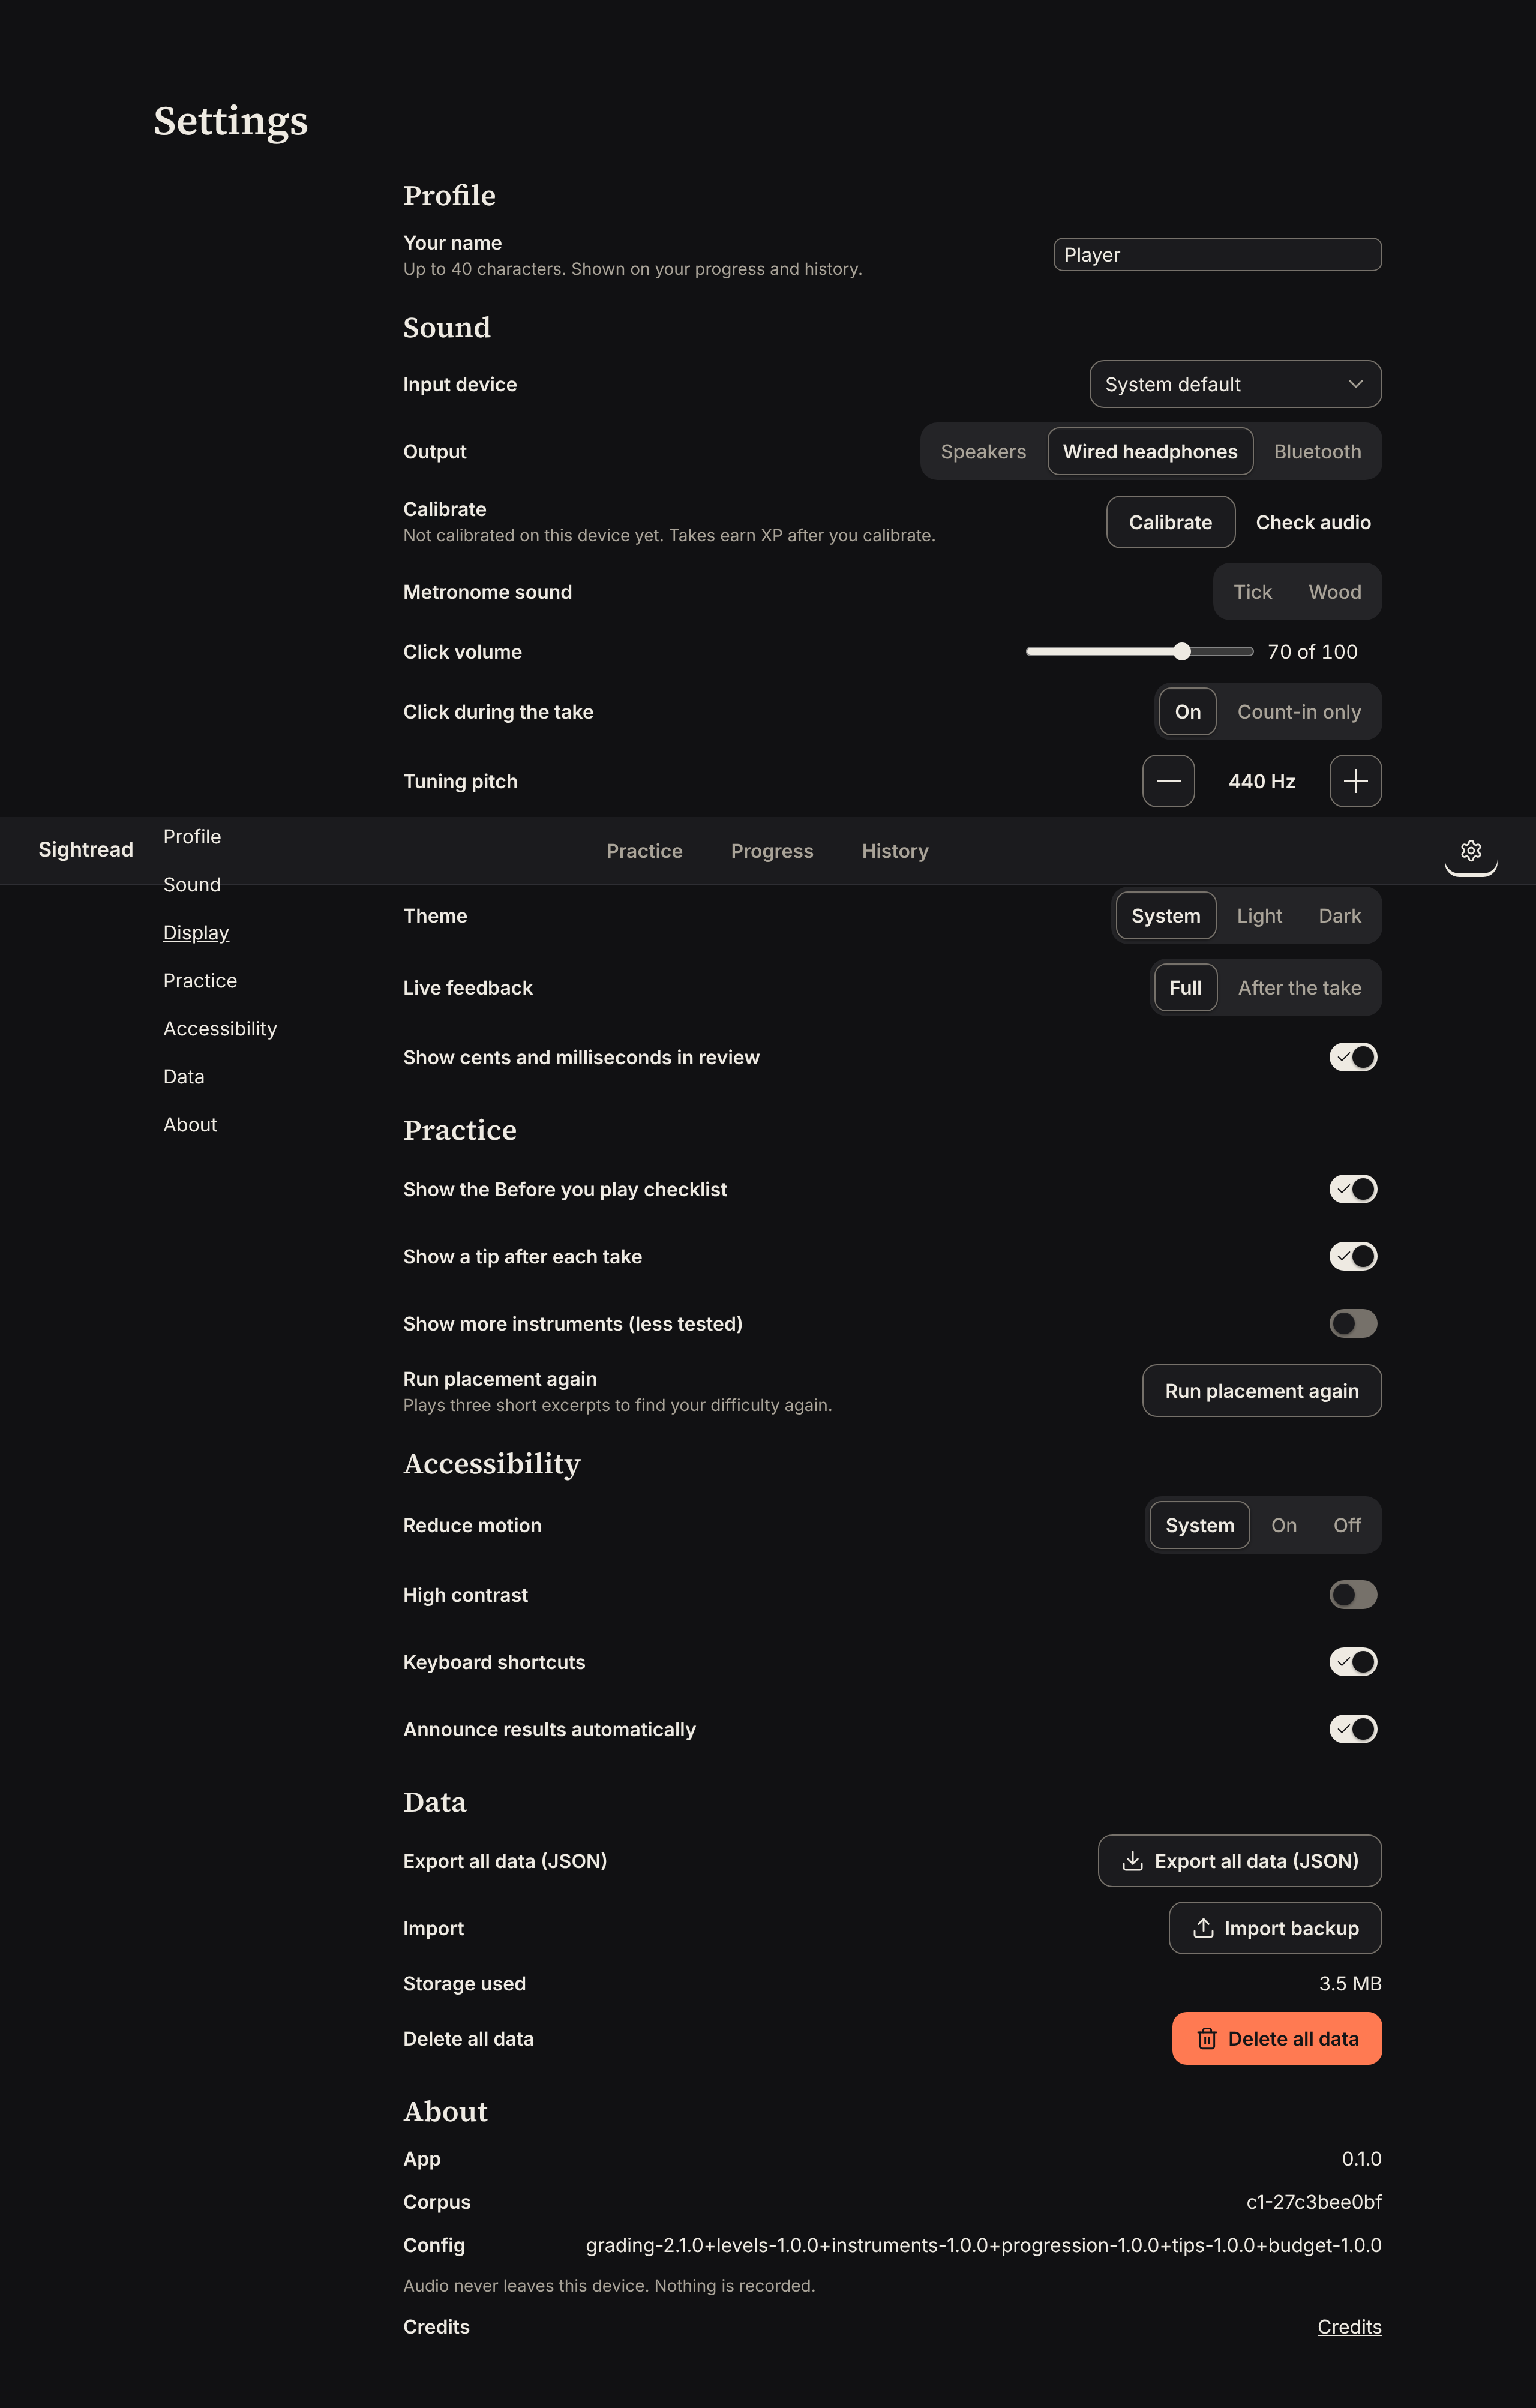 Settings
Profile
Your name
Up to 40 characters. Shown on your progress and history.
Player
Sound
Input device
System default
Output
Speakers Wired headphones Bluetooth
Calibrate
Not calibrated on this device yet. Takes earn XP after you calibrate.
Calibrate Check audio
Metronome sound
Tick Wood
Click volume
70 of 100
Click during the take
On Count-in only
Tuning pitch
440 Hz
Sightread
Practice Progress History
Profile
Sound
Display
Practice
Accessibility
Data
About
Theme
System Light Dark
Live feedback
Full After the take
Show cents and milliseconds in review
Practice
Show the Before you play checklist
Show a tip after each take
Show more instruments (less tested)
Run placement again
Plays three short excerpts to find your difficulty again.
Run placement again
Accessibility
Reduce motion
System On Off
High contrast
Keyboard shortcuts
Announce results automatically
Data
Export all data (JSON)
Export all data (JSON)
Import
Import backup
Storage used
3.5 MB
Delete all data
Delete all data
About
App
0.1.0
Corpus
c1-27c3bee0bf
Config
grading-2.1.0+levels-1.0.0+instruments-1.0.0+progression-1.0.0+tips-1.0.0+budget-1.0.0
Audio never leaves this device. Nothing is recorded.
Credits
Credits